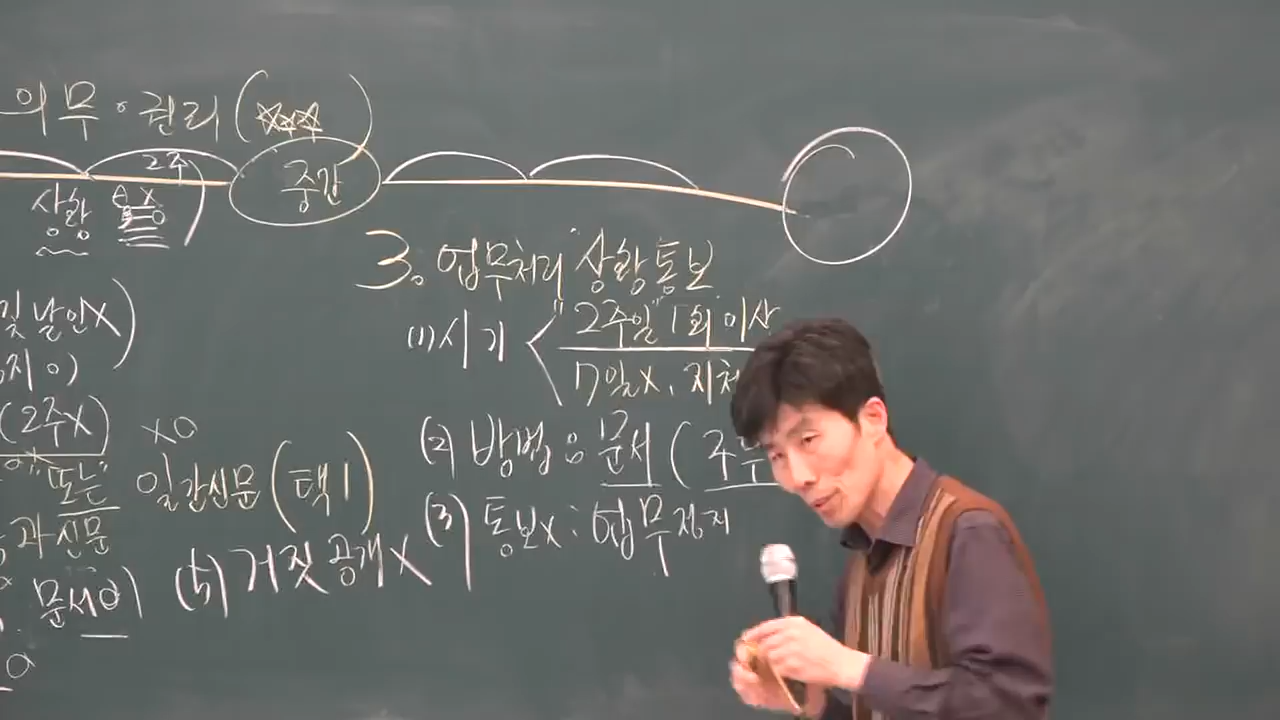 의무·권리(☆☆☆)
2주
중간
상황
3. 업무처리 상황통보
날인X)
(1) 시기 < "2주일" 1회 이상
7일X, 지체
(2주X)
XO
(2) 방법 : 문서 (
"또는" 일간신문 (택1)
(3) 통보X : 업무정지
과 신문
(5) 거짓공개X
문서O)